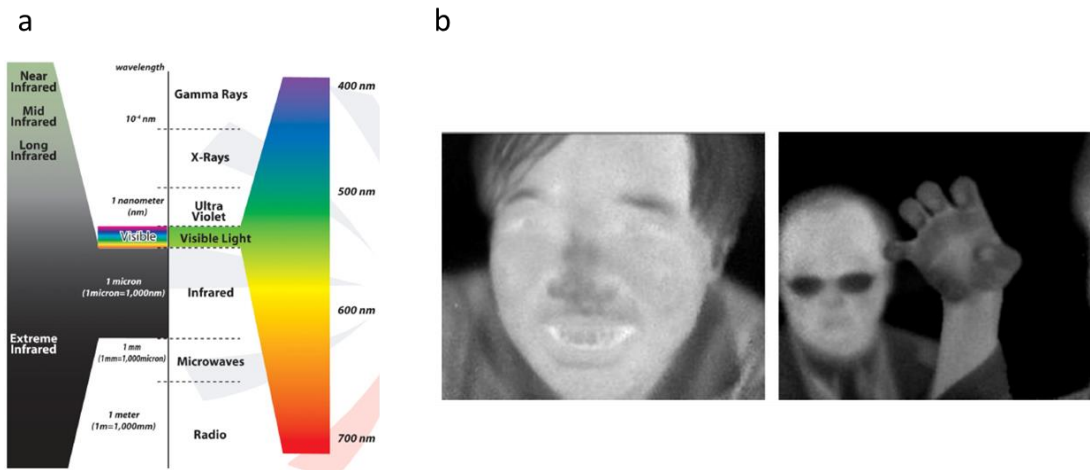 a
b
Near
Infrared
Mid
Infrared
Long
Infrared
Extreme
Infrared
wavelength
10⁻⁴ nm
1 nanometer
(nm)
Visible
1 micron
(1micron=1,000nm)
1 mm
(1mm=1,000micron)
1 meter
(1m=1,000mm)
Gamma Rays
X-Rays
Ultra
Violet
Visible Light
Infrared
Microwaves
Radio
400 nm
500 nm
600 nm
700 nm